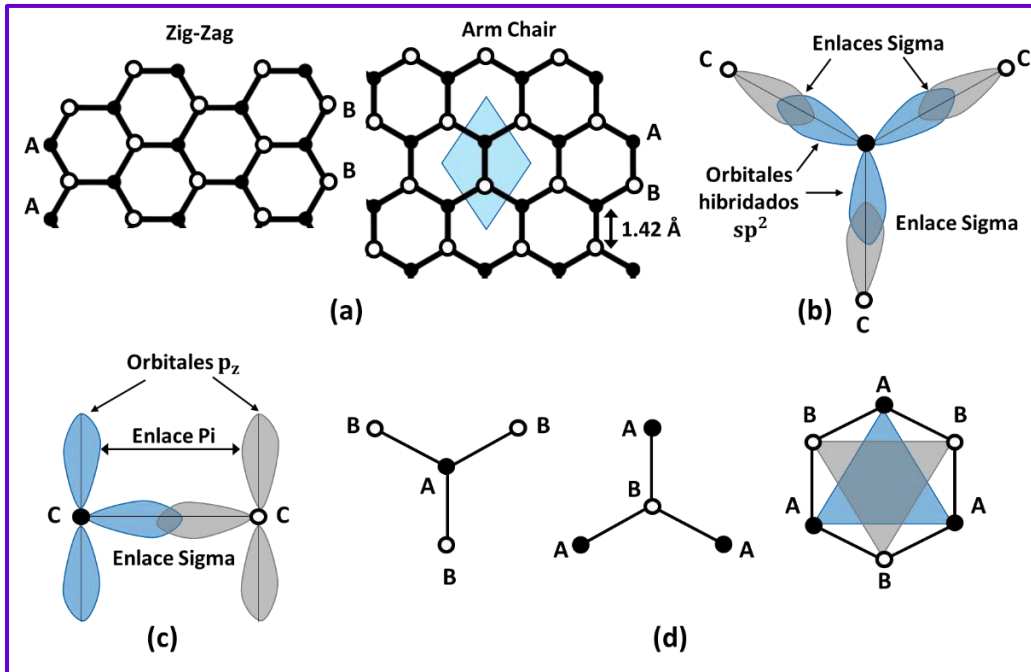 Zig-Zag
Arm Chair
A
A
B
B
A
B
1.42 Å
(a)
Enlaces Sigma
C
C
Orbitales
hibridados
sp²
Enlace Sigma
C
(b)
Orbitales p_z
Enlace Pi
C
C
Enlace Sigma
(c)
B
B
A
B
A
B
A
A
A
B
B
A
A
B
(d)